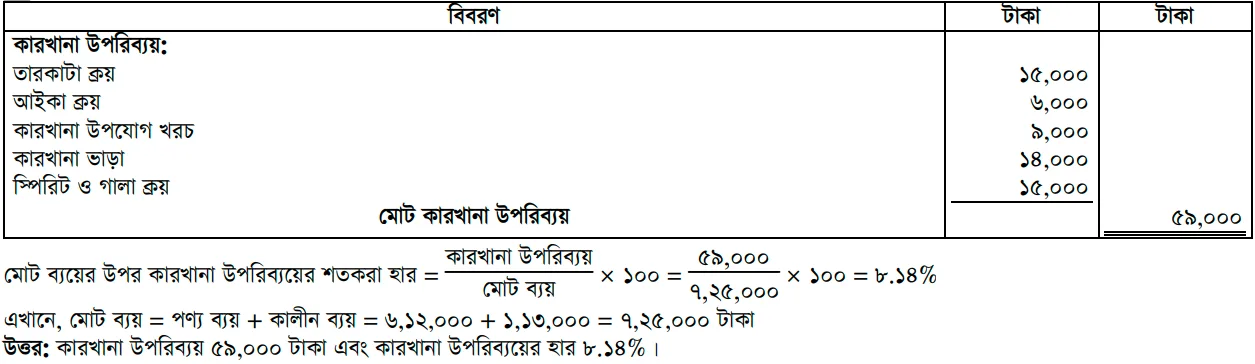 বিবরণ টাকা টাকা
কারখানা উপরিব্যয়:
তারকাটা ক্রয় ১৫,০০০
আইকা ক্রয় ৬,০০০
কারখানা উপযোগ খরচ ৯,০০০
কারখানা ভাড়া ১৪,০০০
স্পিরিট ও গালা ক্রয় ১৫,০০০
মোট কারখানা উপরিব্যয় ৫৯,০০০
মোট ব্যয়ের উপর কারখানা উপরিব্যয়ের শতকরা হার = কারখানা উপরিব্যয় / মোট ব্যয় × ১০০ = ৫৯,০০০ / ৭,২৫,০০০ × ১০০ = ৮.১৪%
এখানে, মোট ব্যয় = পণ্য ব্যয় + কালীন ব্যয় = ৬,১২,০০০ + ১,১৩,০০০ = ৭,২৫,০০০ টাকা
উত্তর: কারখানা উপরিব্যয় ৫৯,০০০ টাকা এবং কারখানা উপরিব্যয়ের হার ৮.১৪%।